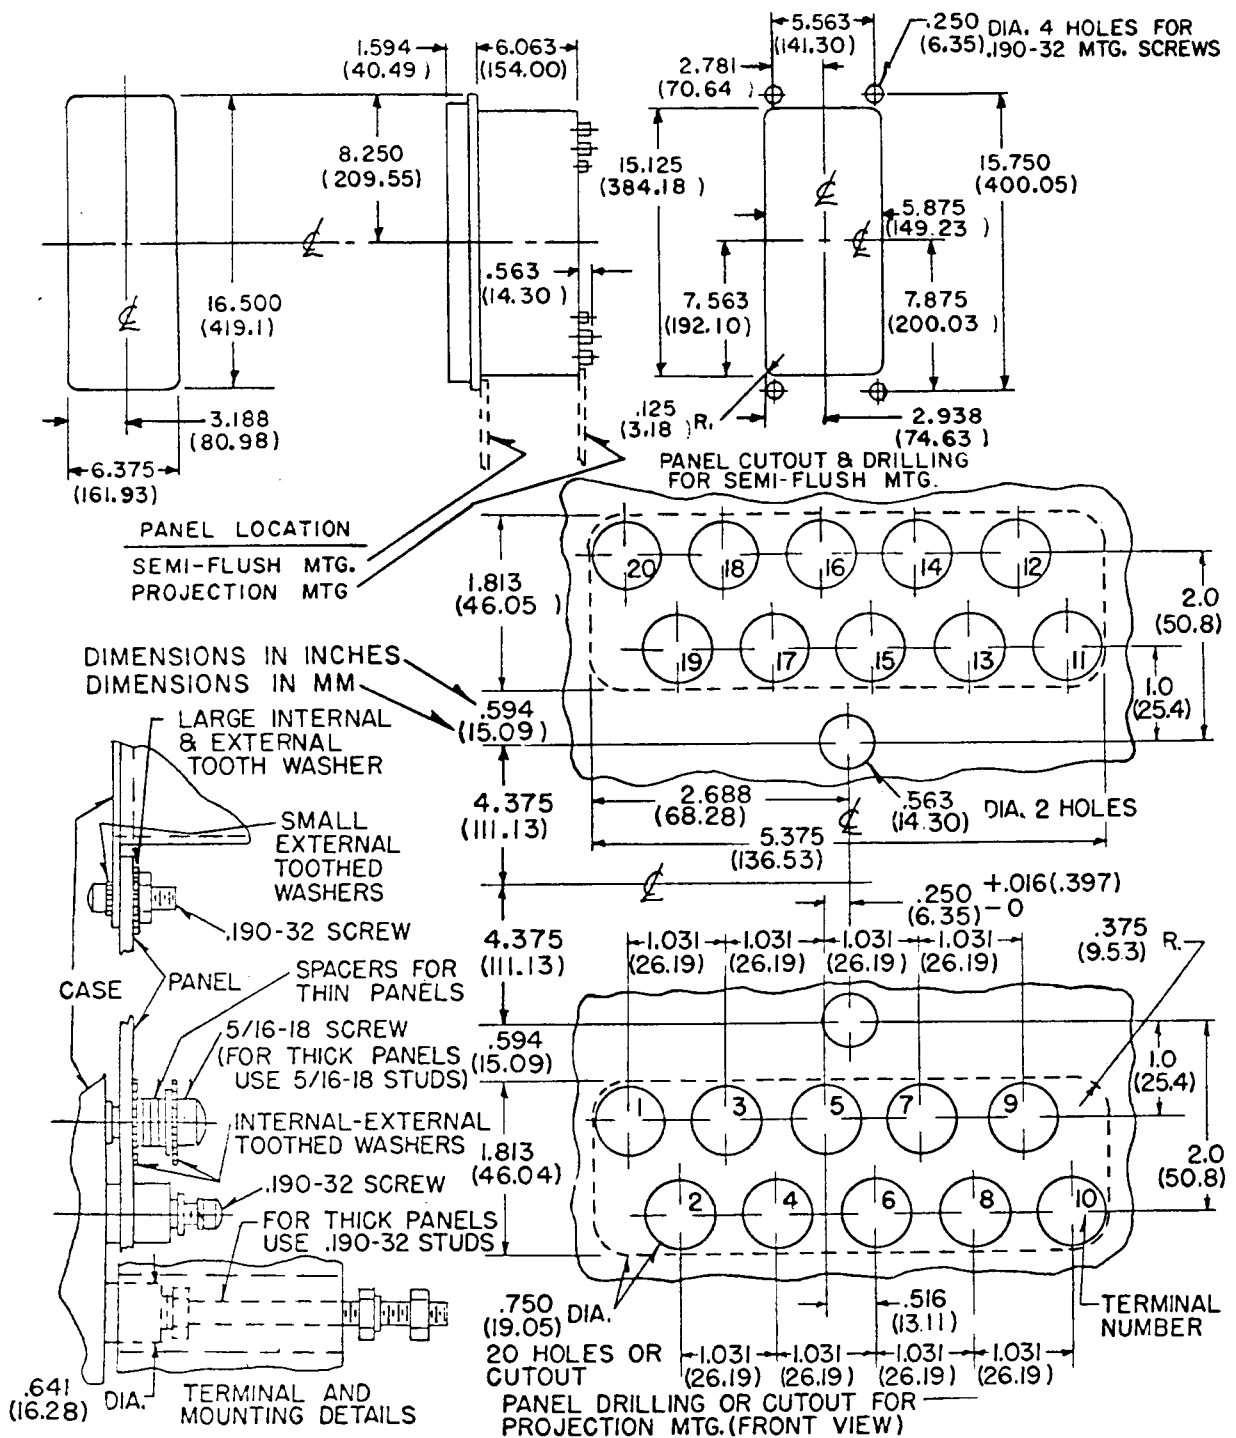 1.594
(40.49 )
6.063
(154.00)
8.250
(209.55)
℄
.563
(14.30 )
℄
16.500
(419.1)
3.188
(80.98)
6.375
(161.93)
5.563
(141.30)
.250
(6.35)
DIA. 4 HOLES FOR
.190-32 MTG. SCREWS
2.781
(70.64 )
15.125
(384.18 )
15.750
(400.05)
℄
5.875
(149.23 )
℄
7.563
(192.10)
7.875
(200.03 )
.125
(3.18 )
R.
2.938
(74.63 )
PANEL CUTOUT & DRILLING
FOR SEMI-FLUSH MTG.
PANEL LOCATION
SEMI-FLUSH MTG.
PROJECTION MTG
1.813
(46.05 )
20
18
16
14
12
19
17
15
13
11
2.0
(50.8)
1.0
(25.4)
DIMENSIONS IN INCHES
DIMENSIONS IN MM
.594
(15.09)
4.375
(111.13)
2.688
(68.28)
℄
.563
(14.30)
DIA. 2 HOLES
5.375
(136.53)
℄
.250
(6.35)
+.016(.397)
-0
4.375
(111.13)
1.031
(26.19)
1.031
(26.19)
1.031
(26.19)
1.031
(26.19)
.375
(9.53)
R.
.594
(15.09)
1.0
(25.4)
1.813
(46.04)
1
3
5
7
9
2
4
6
8
10
2.0
(50.8)
.750
(19.05)
DIA.
20 HOLES OR
CUTOUT
.516
(13.11)
TERMINAL
NUMBER
1.031
(26.19)
1.031
(26.19)
1.031
(26.19)
1.031
(26.19)
PANEL DRILLING OR CUTOUT FOR
PROJECTION MTG.(FRONT VIEW)
LARGE INTERNAL
& EXTERNAL
TOOTH WASHER
SMALL
EXTERNAL
TOOTHED
WASHERS
.190-32 SCREW
CASE
PANEL
SPACERS FOR
THIN PANELS
5/16-18 SCREW
(FOR THICK PANELS
USE 5/16-18 STUDS)
INTERNAL-EXTERNAL
TOOTHED WASHERS
.190-32 SCREW
FOR THICK PANELS
USE .190-32 STUDS
.641
(16.28)
DIA.
TERMINAL AND
MOUNTING DETAILS